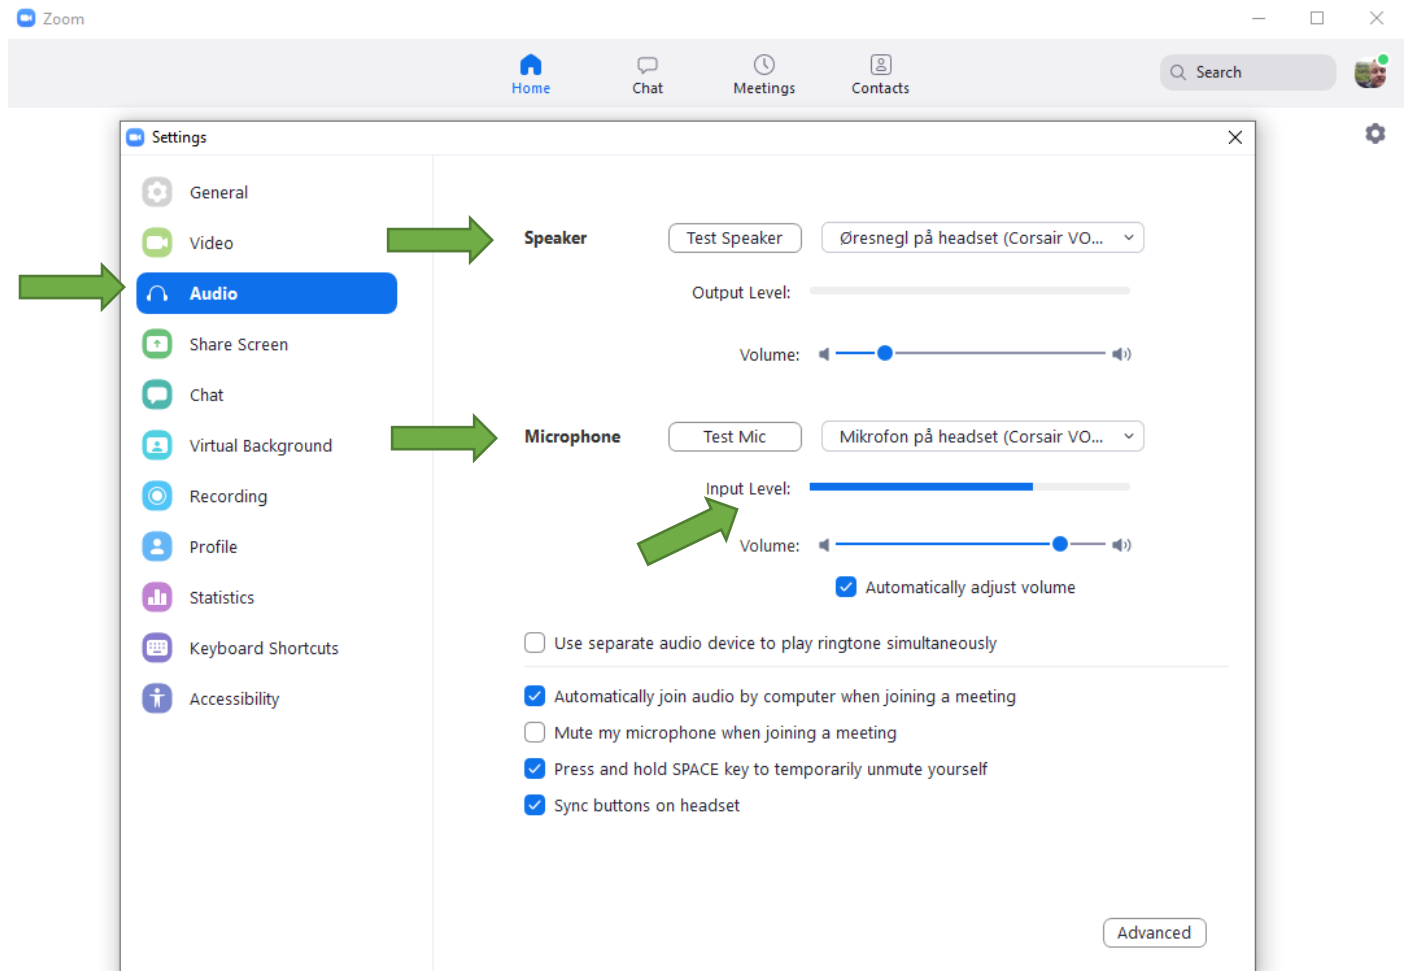 Zoom
Home
Chat
Meetings
Contacts
Search
Settings
General
Video
Audio
Share Screen
Chat
Virtual Background
Recording
Profile
Statistics
Keyboard Shortcuts
Accessibility
Speaker
Test Speaker
Øresnegl på headset (Corsair VO...
Output Level:
Volume:
Microphone
Test Mic
Mikrofon på headset (Corsair VO...
Input Level:
Volume:
Automatically adjust volume
Use separate audio device to play ringtone simultaneously
Automatically join audio by computer when joining a meeting
Mute my microphone when joining a meeting
Press and hold SPACE key to temporarily unmute yourself
Sync buttons on headset
Advanced